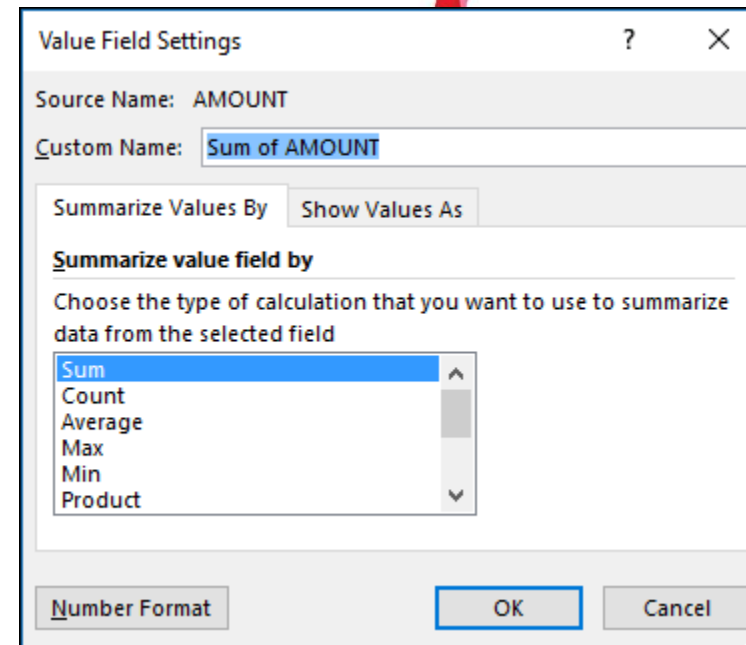 Value Field Settings ?
Source Name: AMOUNT
Custom Name: Sum of AMOUNT
Summarize Values By Show Values As
Summarize value field by
Choose the type of calculation that you want to use to summarize
data from the selected field
Sum
Count
Average
Max
Min
Product
Number Format OK Cancel